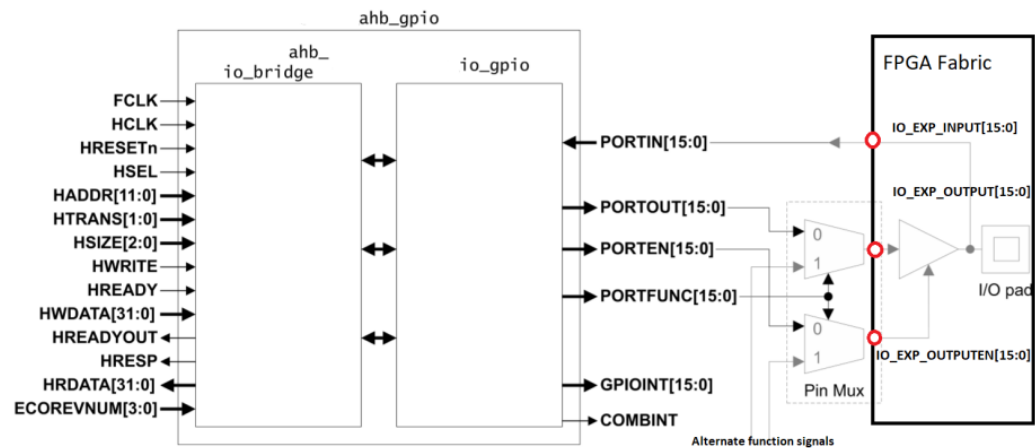 ahb_gpio
ahb_
io_bridge
io_gpio
FPGA Fabric
FCLK
HCLK
HRESETn
HSEL
HADDR[11:0]
HTRANS[1:0]
HSIZE[2:0]
HWRITE
HREADY
HWDATA[31:0]
HREADYOUT
HRESP
HRDATA[31:0]
ECOREVNUM[3:0]
PORTIN[15:0]
PORTOUT[15:0]
PORTEN[15:0]
PORTFUNC[15:0]
GPIOINT[15:0]
COMBINT
0
1
0
1
Pin Mux
Alternate function signals
IO_EXP_INPUT[15:0]
IO_EXP_OUTPUT[15:0]
I/O pad
IO_EXP_OUTPUTEN[15:0]